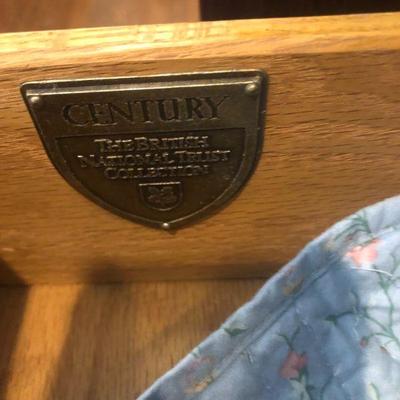 CENTURY
THE BRITISH
NATIONAL TRUST
COLLECTION